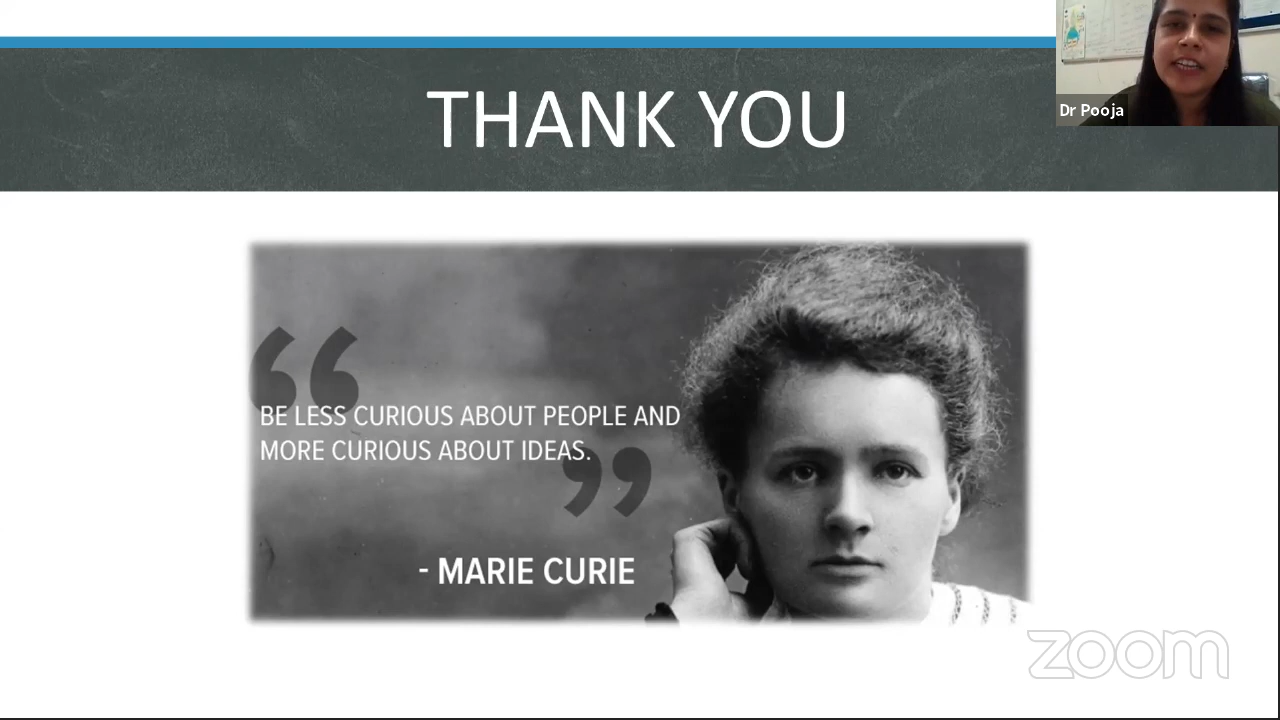 THANK YOU
Dr Pooja
“
BE LESS CURIOUS ABOUT PEOPLE AND
MORE CURIOUS ABOUT IDEAS.
”
- MARIE CURIE
zoom